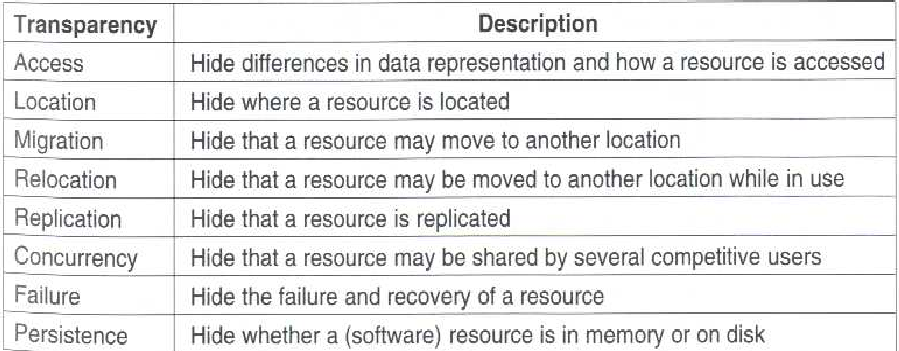 Transparency Description
Access Hide differences in data representation and how a resource is accessed
Location Hide where a resource is located
Migration Hide that a resource may move to another location
Relocation Hide that a resource may be moved to another location while in use
Replication Hide that a resource is replicated
Concurrency Hide that a resource may be shared by several competitive users
Failure Hide the failure and recovery of a resource
Persistence Hide whether a (software) resource is in memory or on disk